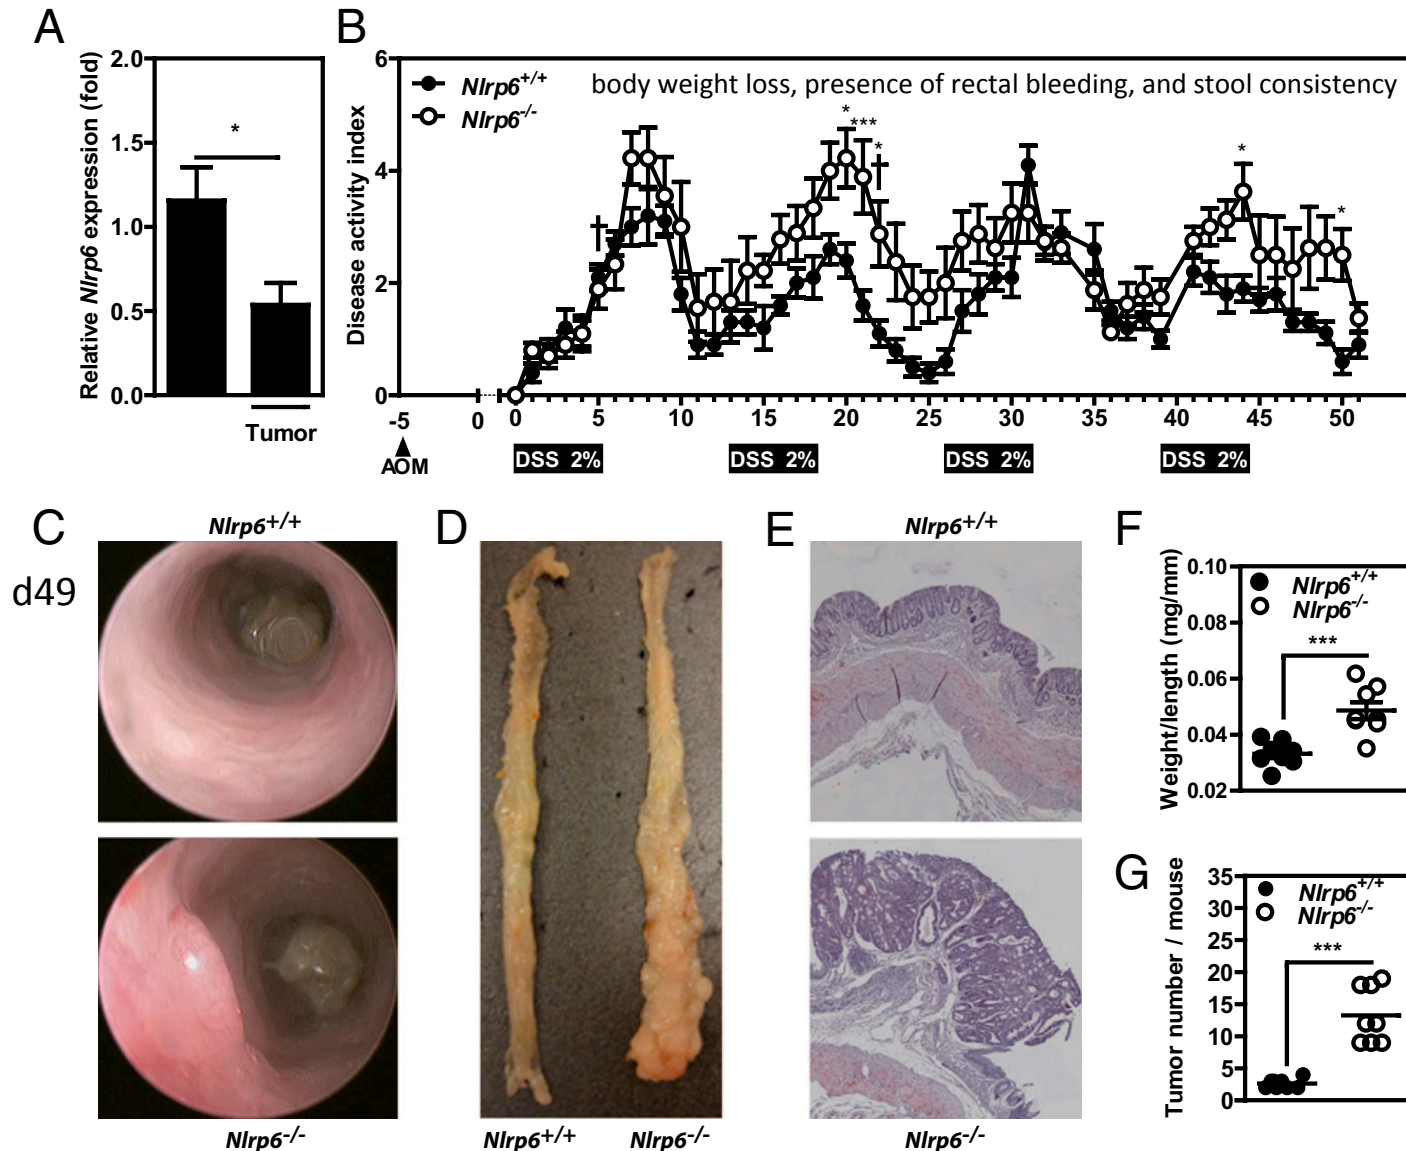 A
Relative Nlrp6 expression (fold)
2.0
1.5
1.0
0.5
0.0
*
Tumor
B
Disease activity index
6
4
2
0
Nlrp6+/+
Nlrp6-/-
body weight loss, presence of rectal bleeding, and stool consistency
*
***
*
†
†
*
*
-5 0 0 5 10 15 20 25 30 35 40 45 50
AOM
DSS 2% DSS 2% DSS 2% DSS 2%
C
Nlrp6+/+
d49
Nlrp6-/-
D
Nlrp6+/+ Nlrp6-/-
E
Nlrp6+/+
Nlrp6-/-
F
Weight/length (mg/mm)
0.10
0.08
0.06
0.04
0.02
Nlrp6+/+
Nlrp6-/-
***
G
Tumor number / mouse
35
30
25
20
15
10
5
0
Nlrp6+/+
Nlrp6-/-
***